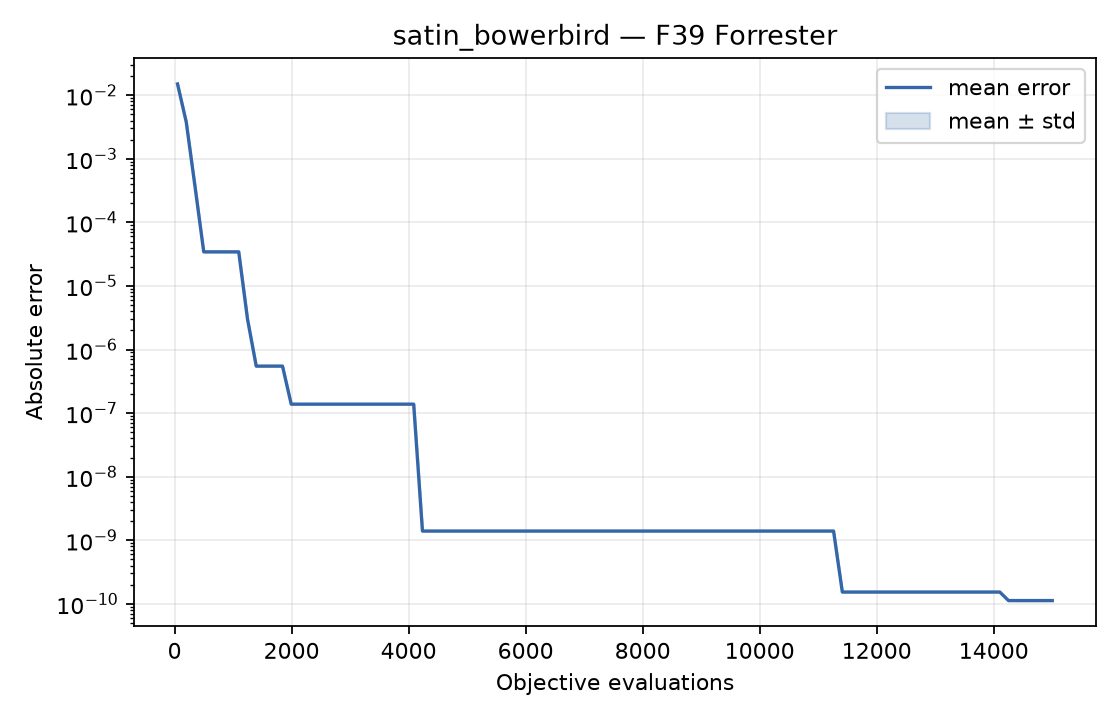 satin_bowerbird — F39 Forrester
mean error
mean ± std
Absolute error
10⁻²
10⁻³
10⁻⁴
10⁻⁵
10⁻⁶
10⁻⁷
10⁻⁸
10⁻⁹
10⁻¹⁰
0 2000 4000 6000 8000 10000 12000 14000
Objective evaluations